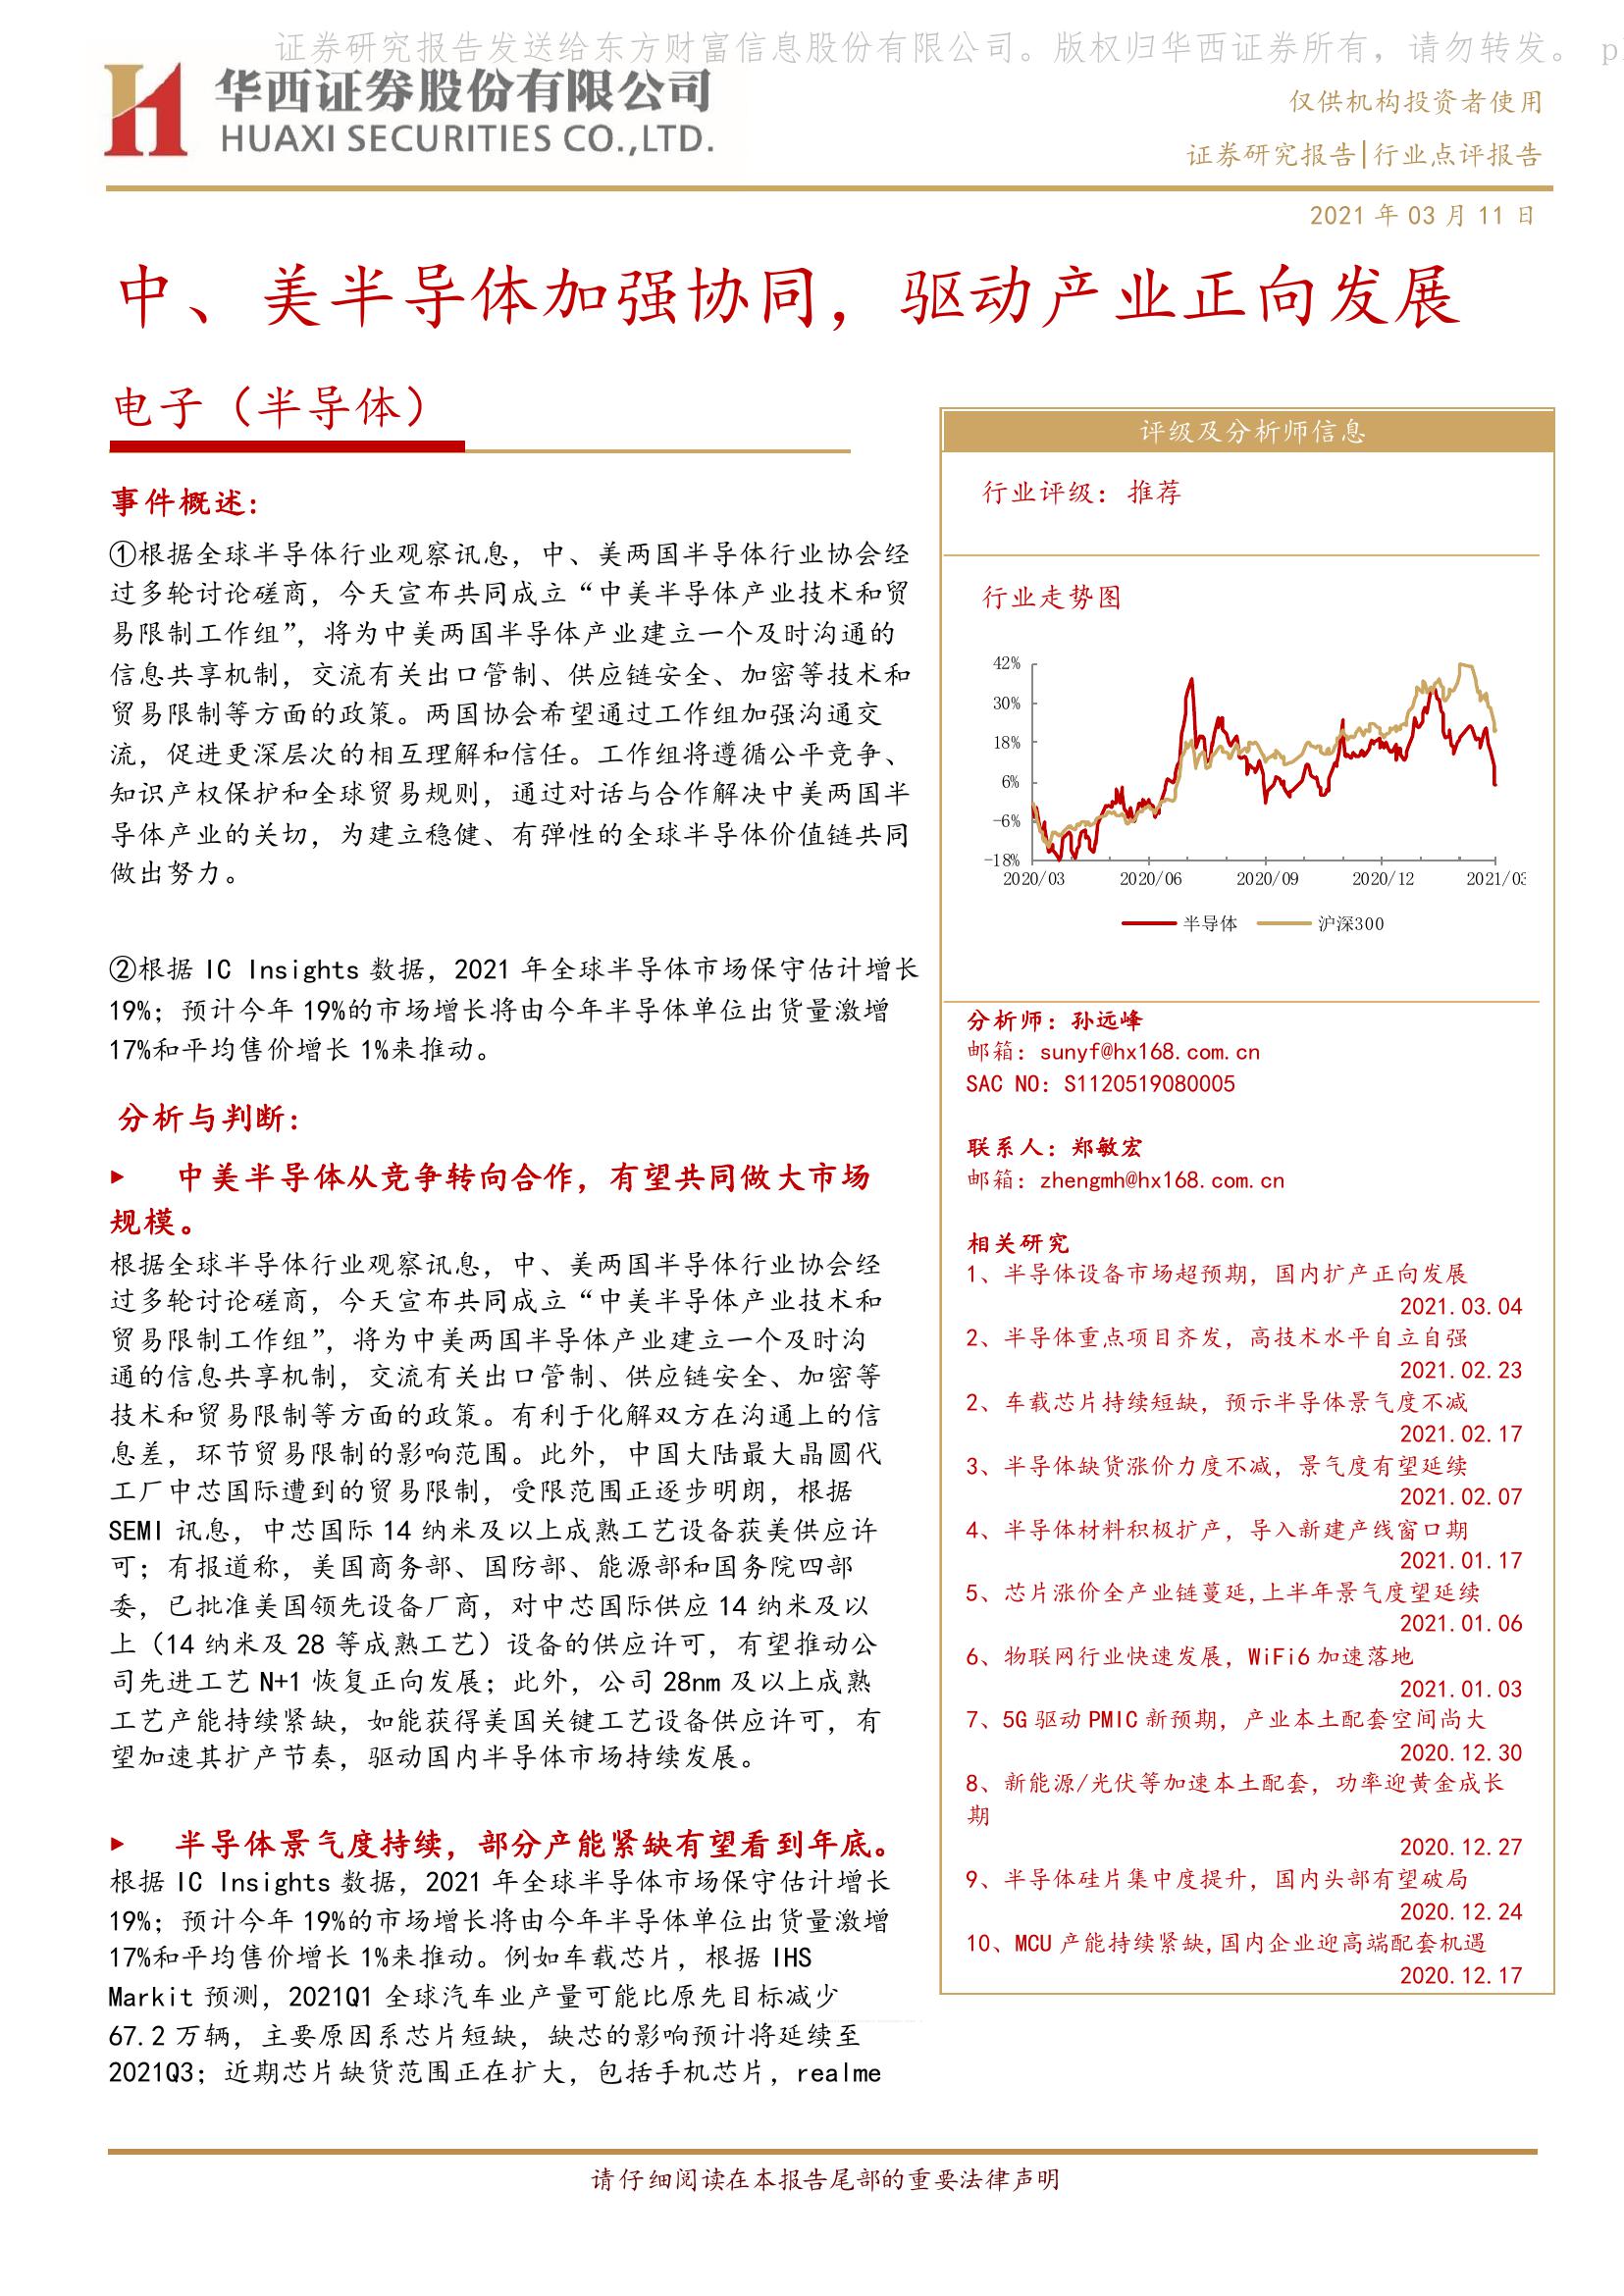 证券研究报告发送给东方财富信息股份有限公司。版权归华西证券所有，请勿转发。 p
华西证券股份有限公司
HUAXI SECURITIES CO.,LTD.
仅供机构投资者使用
证券研究报告|行业点评报告
2021 年 03 月 11 日
中、美半导体加强协同，驱动产业正向发展
电子（半导体）
事件概述：
①根据全球半导体行业观察讯息，中、美两国半导体行业协会经
过多轮讨论磋商，今天宣布共同成立“中美半导体产业技术和贸
易限制工作组”，将为中美两国半导体产业建立一个及时沟通的
信息共享机制，交流有关出口管制、供应链安全、加密等技术和
贸易限制等方面的政策。两国协会希望通过工作组加强沟通交
流，促进更深层次的相互理解和信任。工作组将遵循公平竞争、
知识产权保护和全球贸易规则，通过对话与合作解决中美两国半
导体产业的关切，为建立稳健、有弹性的全球半导体价值链共同
做出努力。
②根据 IC Insights 数据，2021 年全球半导体市场保守估计增长
19%；预计今年 19%的市场增长将由今年半导体单位出货量激增
17%和平均售价增长 1%来推动。
分析与判断：
▶ 中美半导体从竞争转向合作，有望共同做大市场
规模。
根据全球半导体行业观察讯息，中、美两国半导体行业协会经
过多轮讨论磋商，今天宣布共同成立“中美半导体产业技术和
贸易限制工作组”，将为中美两国半导体产业建立一个及时沟
通的信息共享机制，交流有关出口管制、供应链安全、加密等
技术和贸易限制等方面的政策。有利于化解双方在沟通上的信
息差，环节贸易限制的影响范围。此外，中国大陆最大晶圆代
工厂中芯国际遭到的贸易限制，受限范围正逐步明朗，根据
SEMI 讯息，中芯国际 14 纳米及以上成熟工艺设备获美供应许
可；有报道称，美国商务部、国防部、能源部和国务院四部
委，已批准美国领先设备厂商，对中芯国际供应 14 纳米及以
上（14 纳米及 28 等成熟工艺）设备的供应许可，有望推动公
司先进工艺 N+1 恢复正向发展；此外，公司 28nm 及以上成熟
工艺产能持续紧缺，如能获得美国关键工艺设备供应许可，有
望加速其扩产节奏，驱动国内半导体市场持续发展。
▶ 半导体景气度持续，部分产能紧缺有望看到年底。
根据 IC Insights 数据，2021 年全球半导体市场保守估计增长
19%；预计今年 19%的市场增长将由今年半导体单位出货量激增
17%和平均售价增长 1%来推动。例如车载芯片，根据 IHS
Markit 预测，2021Q1 全球汽车业产量可能比原先目标减少
67.2 万辆，主要原因系芯片短缺，缺芯的影响预计将延续至
2021Q3；近期芯片缺货范围正在扩大，包括手机芯片，realme
评级及分析师信息
行业评级：推荐
行业走势图
42%
30%
18%
6%
-6%
-18%
2020/03 2020/06 2020/09 2020/12 2021/03
半导体 沪深300
分析师：孙远峰
邮箱：sunyf@hx168.com.cn
SAC NO：S1120519080005
联系人：郑敏宏
邮箱：zhengmh@hx168.com.cn
相关研究
1、半导体设备市场超预期，国内扩产正向发展
2021.03.04
2、半导体重点项目齐发，高技术水平自立自强
2021.02.23
2、车载芯片持续短缺，预示半导体景气度不减
2021.02.17
3、半导体缺货涨价力度不减，景气度有望延续
2021.02.07
4、半导体材料积极扩产，导入新建产线窗口期
2021.01.17
5、芯片涨价全产业链蔓延,上半年景气度望延续
2021.01.06
6、物联网行业快速发展，WiFi6 加速落地
2021.01.03
7、5G 驱动 PMIC 新预期，产业本土配套空间尚大
2020.12.30
8、新能源/光伏等加速本土配套，功率迎黄金成长
期
2020.12.27
9、半导体硅片集中度提升，国内头部有望破局
2020.12.24
10、MCU 产能持续紧缺,国内企业迎高端配套机遇
2020.12.17
请仔细阅读在本报告尾部的重要法律声明